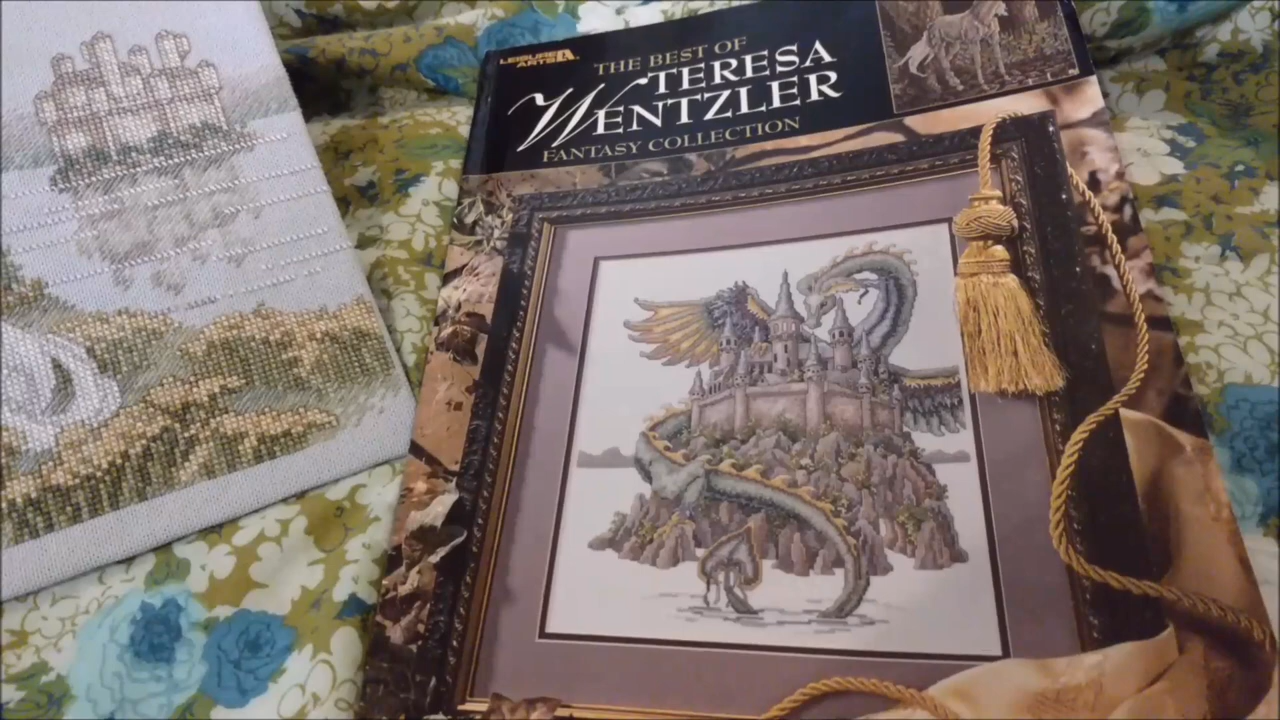 LEISURE
ARTS
THE BEST OF
TERESA
WENTZLER
FANTASY COLLECTION